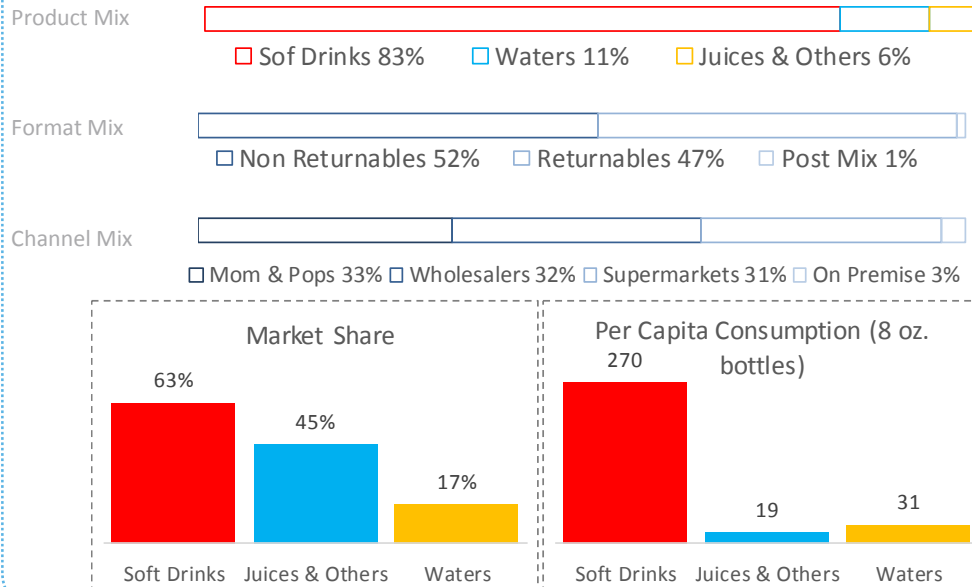 Product Mix
Sof Drinks 83% Waters 11% Juices & Others 6%
Format Mix
Non Returnables 52% Returnables 47% Post Mix 1%
Channel Mix
Mom & Pops 33% Wholesalers 32% Supermarkets 31% On Premise 3%
Market Share
63%
45%
17%
Soft Drinks Juices & Others Waters
Per Capita Consumption (8 oz.
bottles)
270
19
31
Soft Drinks Juices & Others Waters